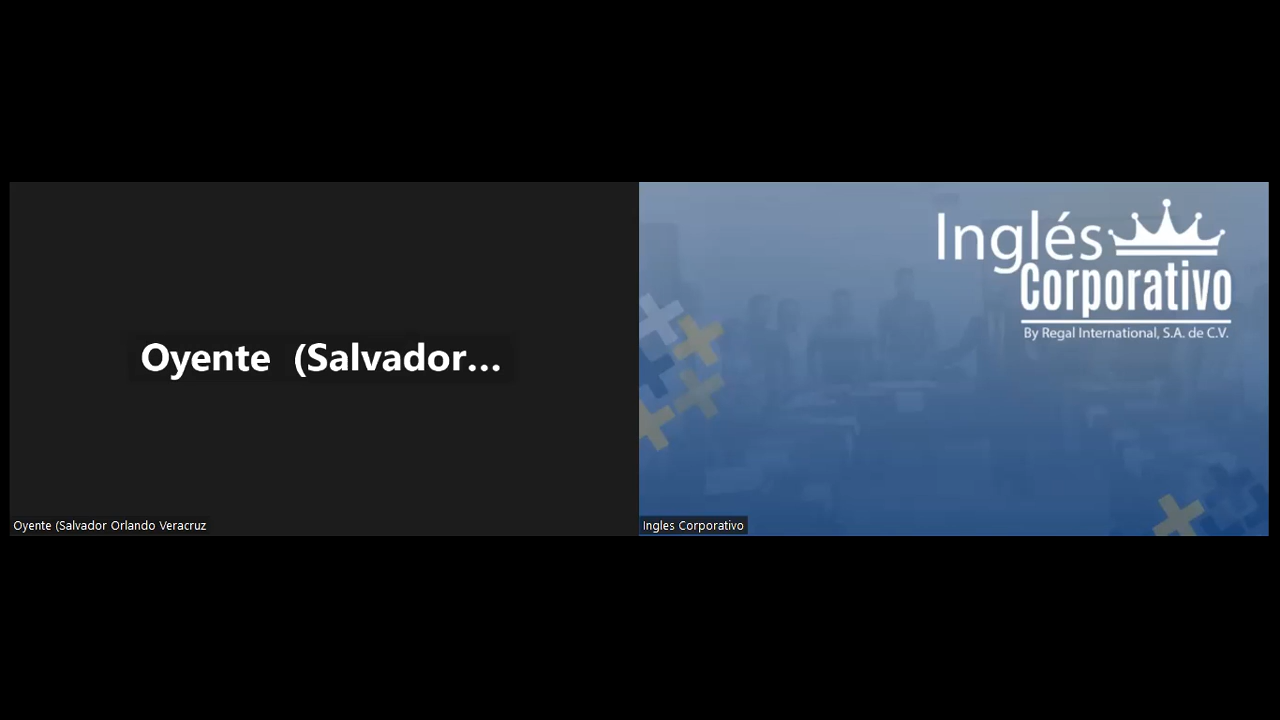 Oyente (Salvador...
Oyente (Salvador Orlando Veracruz
Inglés
Corporativo
By Regal International, S.A. de C.V.
Ingles Corporativo